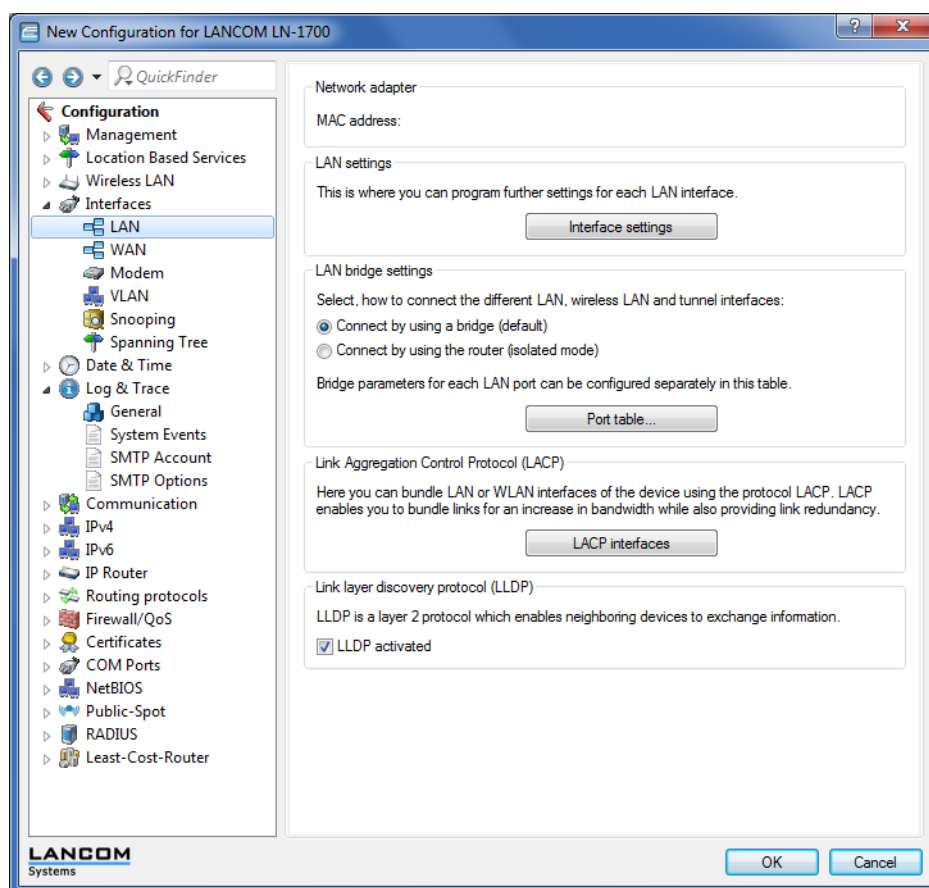 New Configuration for LANCOM LN-1700
?
QuickFinder
Configuration
Management
Location Based Services
Wireless LAN
Interfaces
LAN
WAN
Modem
VLAN
Snooping
Spanning Tree
Date & Time
Log & Trace
General
System Events
SMTP Account
SMTP Options
Communication
IPv4
IPv6
IP Router
Routing protocols
Firewall/QoS
Certificates
COM Ports
NetBIOS
Public-Spot
RADIUS
Least-Cost-Router
Network adapter
MAC address:
LAN settings
This is where you can program further settings for each LAN interface.
Interface settings
LAN bridge settings
Select, how to connect the different LAN, wireless LAN and tunnel interfaces:
Connect by using a bridge (default)
Connect by using the router (isolated mode)
Bridge parameters for each LAN port can be configured separately in this table.
Port table...
Link Aggregation Control Protocol (LACP)
Here you can bundle LAN or WLAN interfaces of the device using the protocol LACP. LACP
enables you to bundle links for an increase in bandwidth while also providing link redundancy.
LACP interfaces
Link layer discovery protocol (LLDP)
LLDP is a layer 2 protocol which enables neighboring devices to exchange information.
LLDP activated
LANCOM
Systems
OK
Cancel